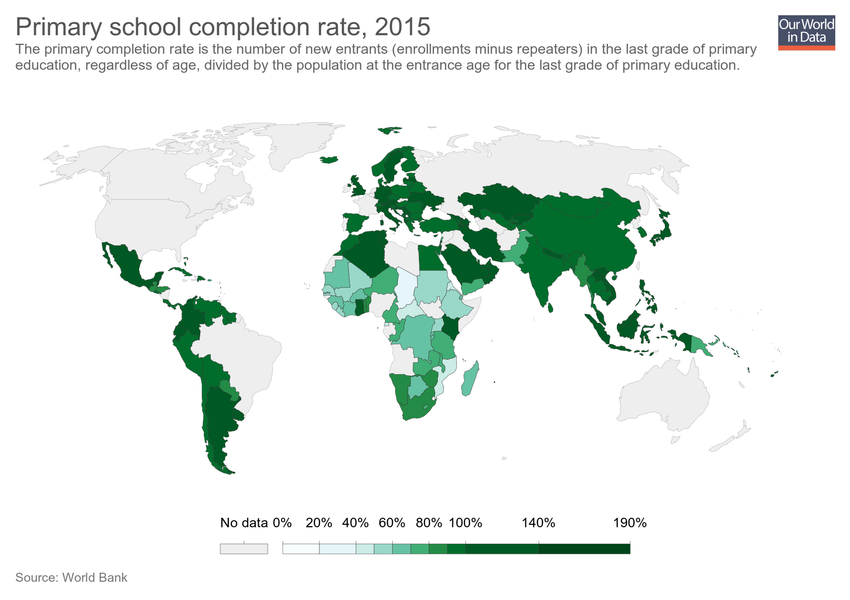 Primary school completion rate, 2015
Our World
in Data
The primary completion rate is the number of new entrants (enrollments minus repeaters) in the last grade of primary
education, regardless of age, divided by the population at the entrance age for the last grade of primary education.
No data 0% 20% 40% 60% 80% 100% 140% 190%
Source: World Bank